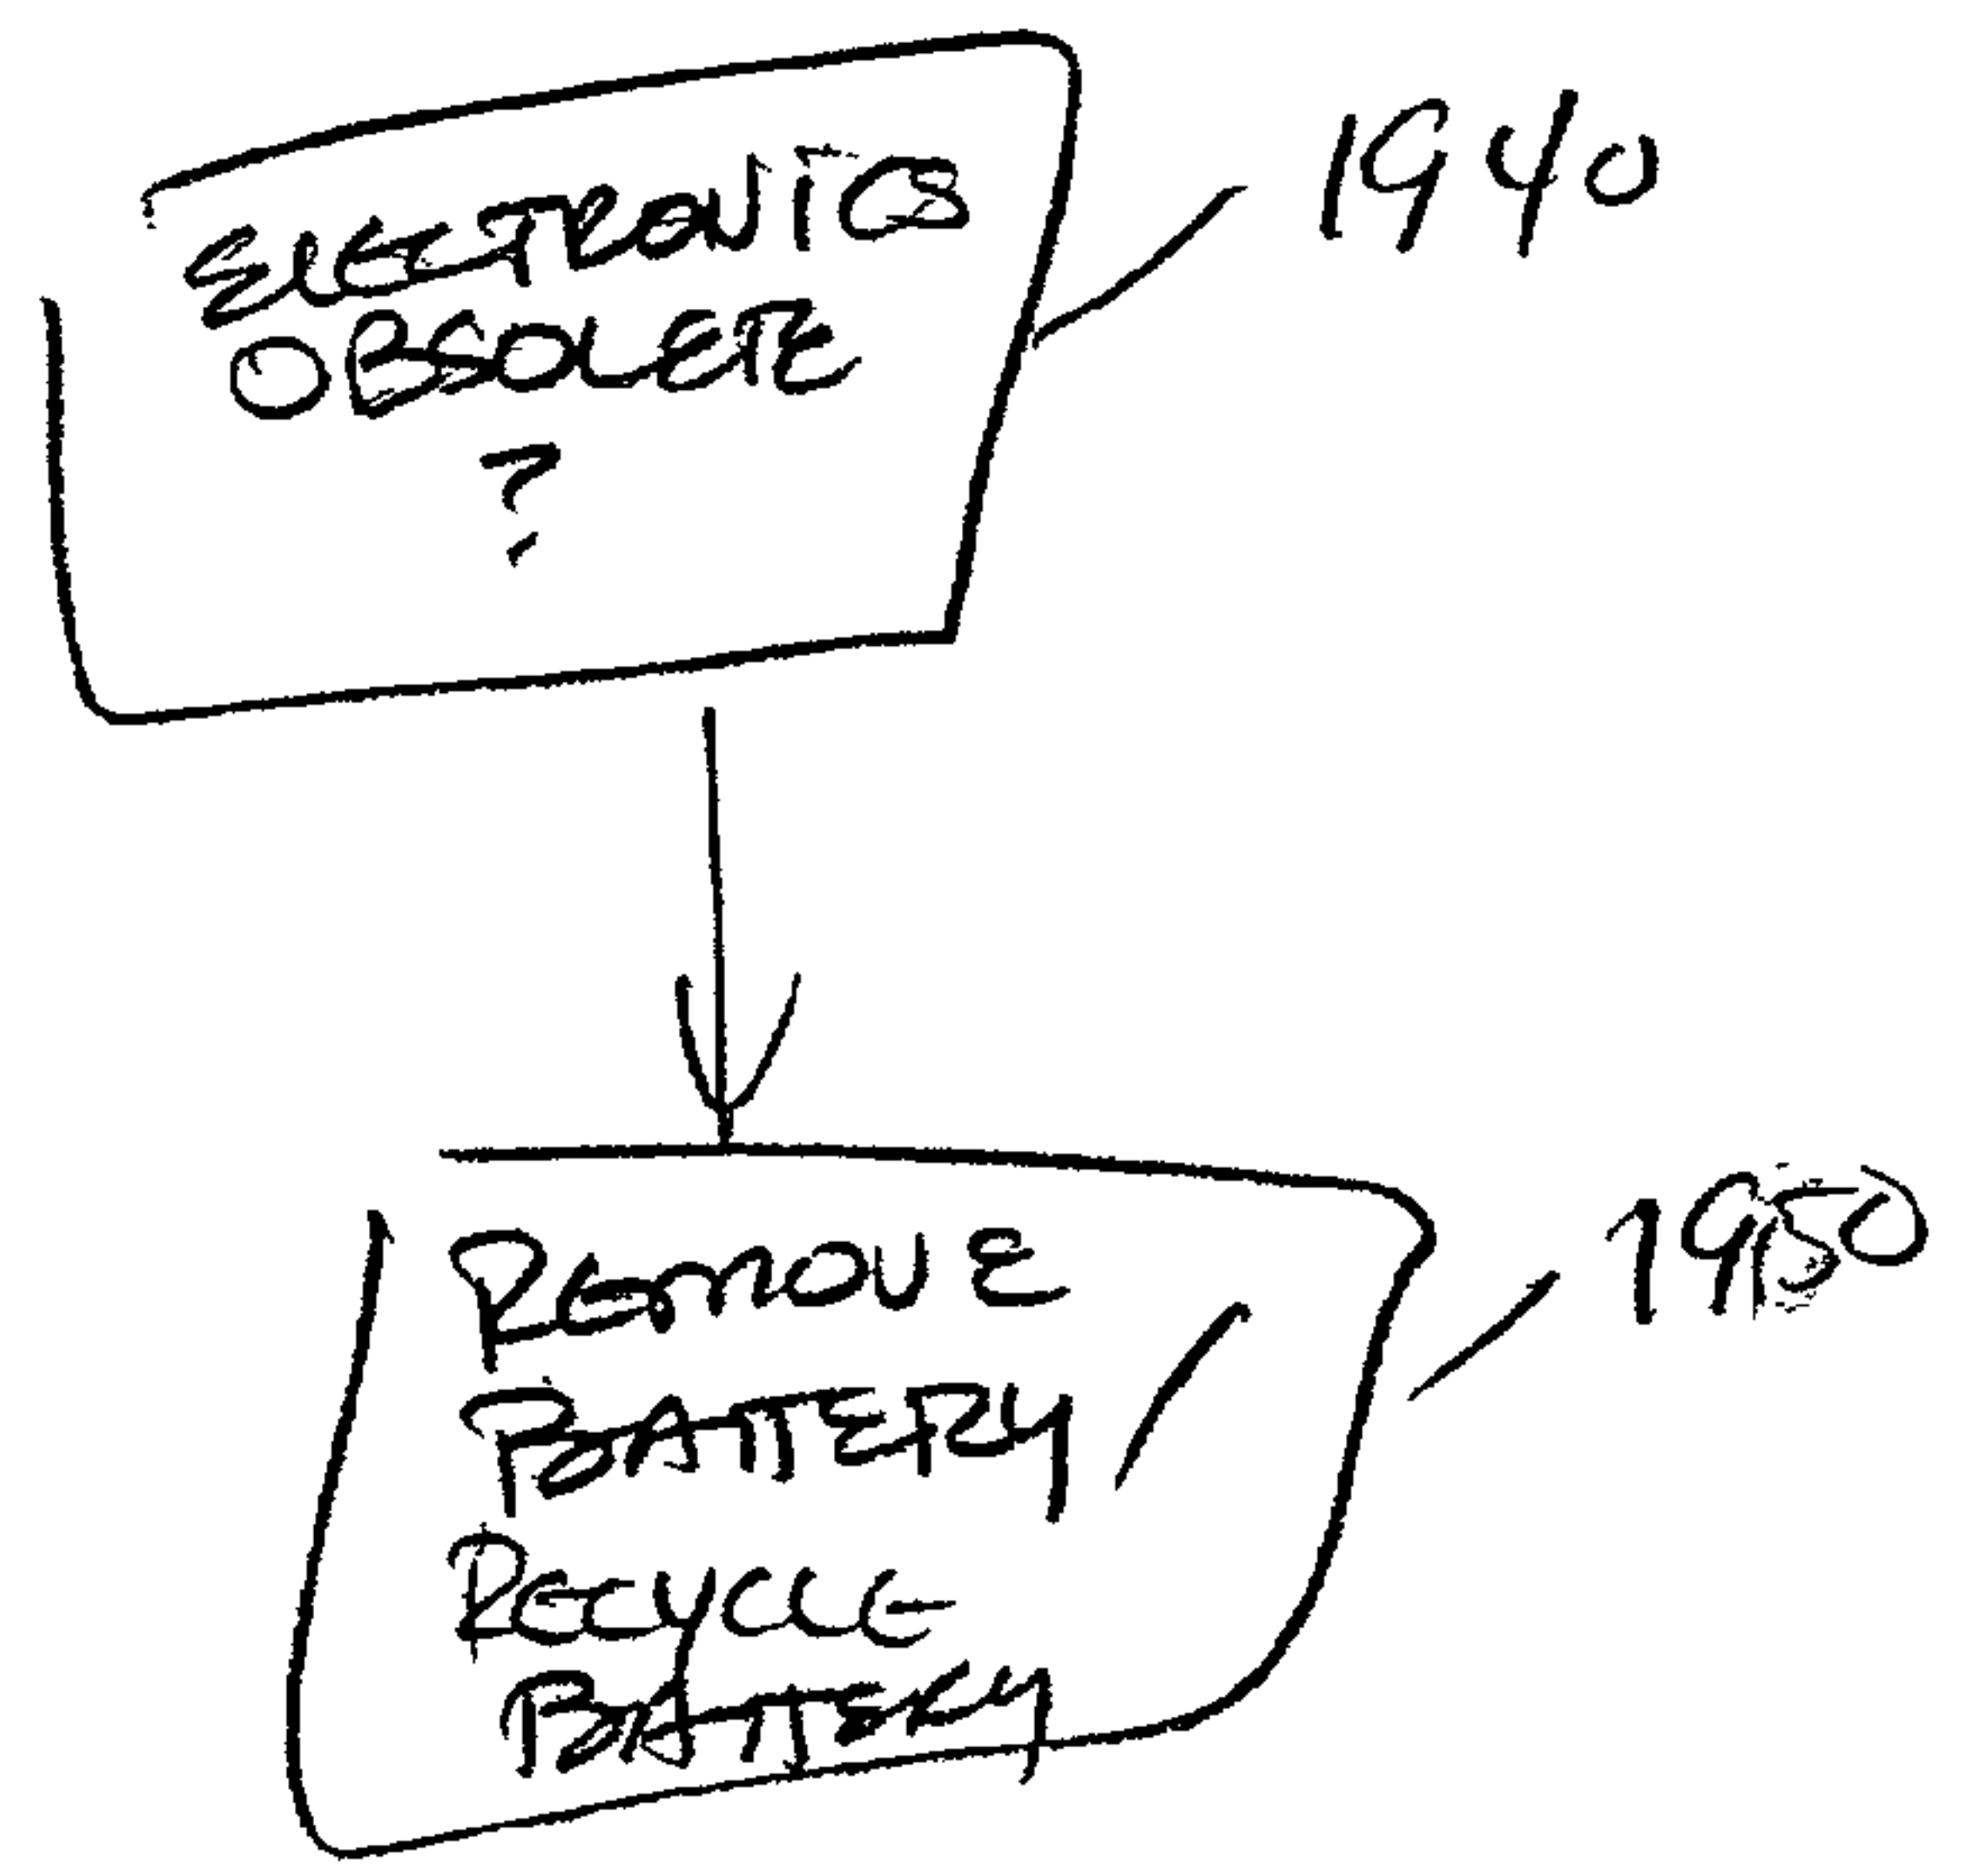 1940
ELECTRONICS
OBSOLETE
?
1950
REMOVE
BATTERY /
RECYCLE
BATTERY